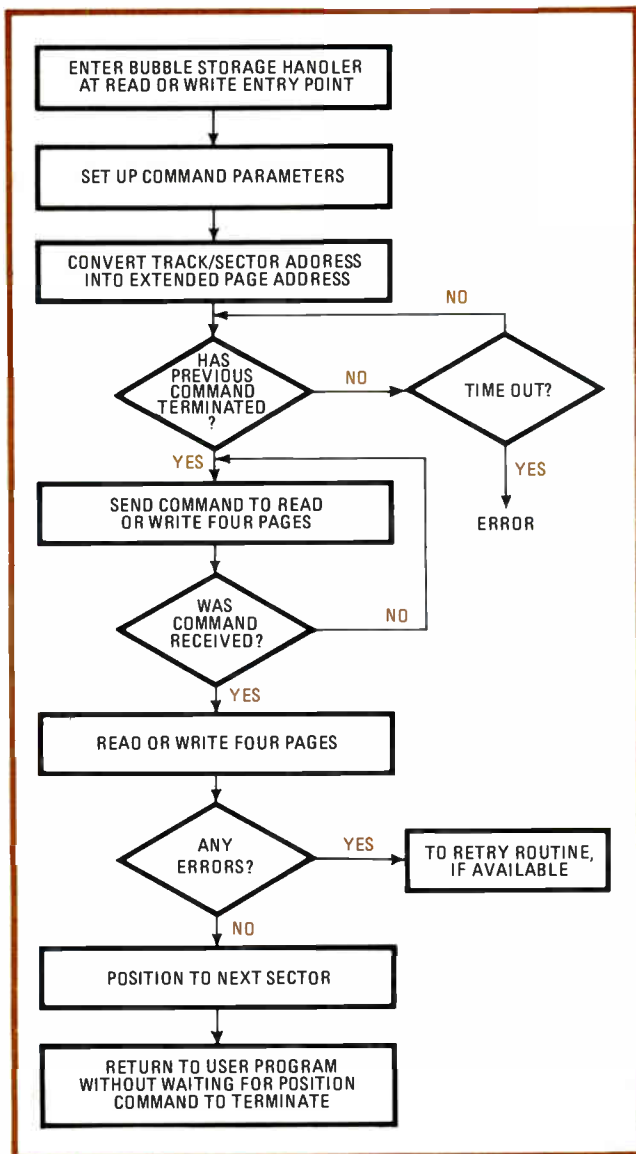 ENTER BUBBLE STORAGE HANDLER
AT READ OR WRITE ENTRY POINT
SET UP COMMAND PARAMETERS
CONVERT TRACK/SECTOR ADDRESS
INTO EXTENDED PAGE ADDRESS
NO
HAS
PREVIOUS
COMMAND
TERMINATED
?
NO
TIME OUT?
YES
YES
ERROR
SEND COMMAND TO READ
OR WRITE FOUR PAGES
WAS
COMMAND
RECEIVED?
NO
YES
READ OR WRITE FOUR PAGES
ANY
ERRORS?
YES
TO RETRY ROUTINE,
IF AVAILABLE
NO
POSITION TO NEXT SECTOR
RETURN TO USER PROGRAM
WITHOUT WAITING FOR POSITION
COMMAND TO TERMINATE